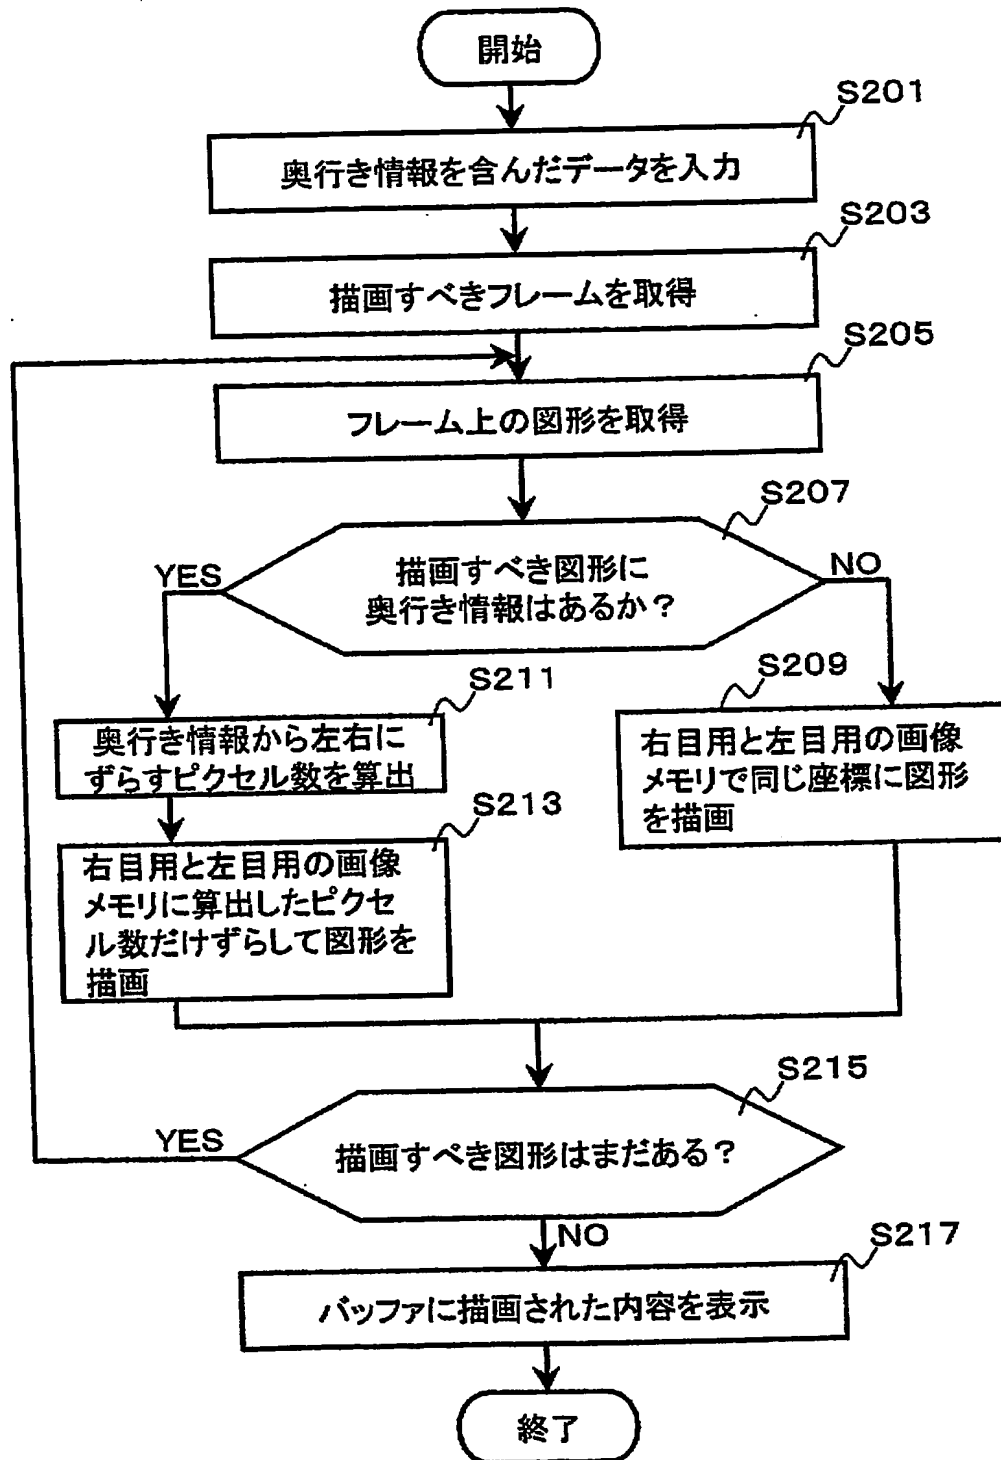 開始
S201
奥行き情報を含んだデータを入力
S203
描画すべきフレームを取得
S205
フレーム上の図形を取得
S207
描画すべき図形に
奥行き情報はあるか？
YES
NO
S211
奥行き情報から左右に
ずらすピクセル数を算出
S209
右目用と左目用の画像
メモリで同じ座標に図形
を描画
S213
右目用と左目用の画像
メモリに算出したピクセ
ル数だけずらして図形を
描画
S215
描画すべき図形はまだある？
YES
NO
S217
バッファに描画された内容を表示
終了